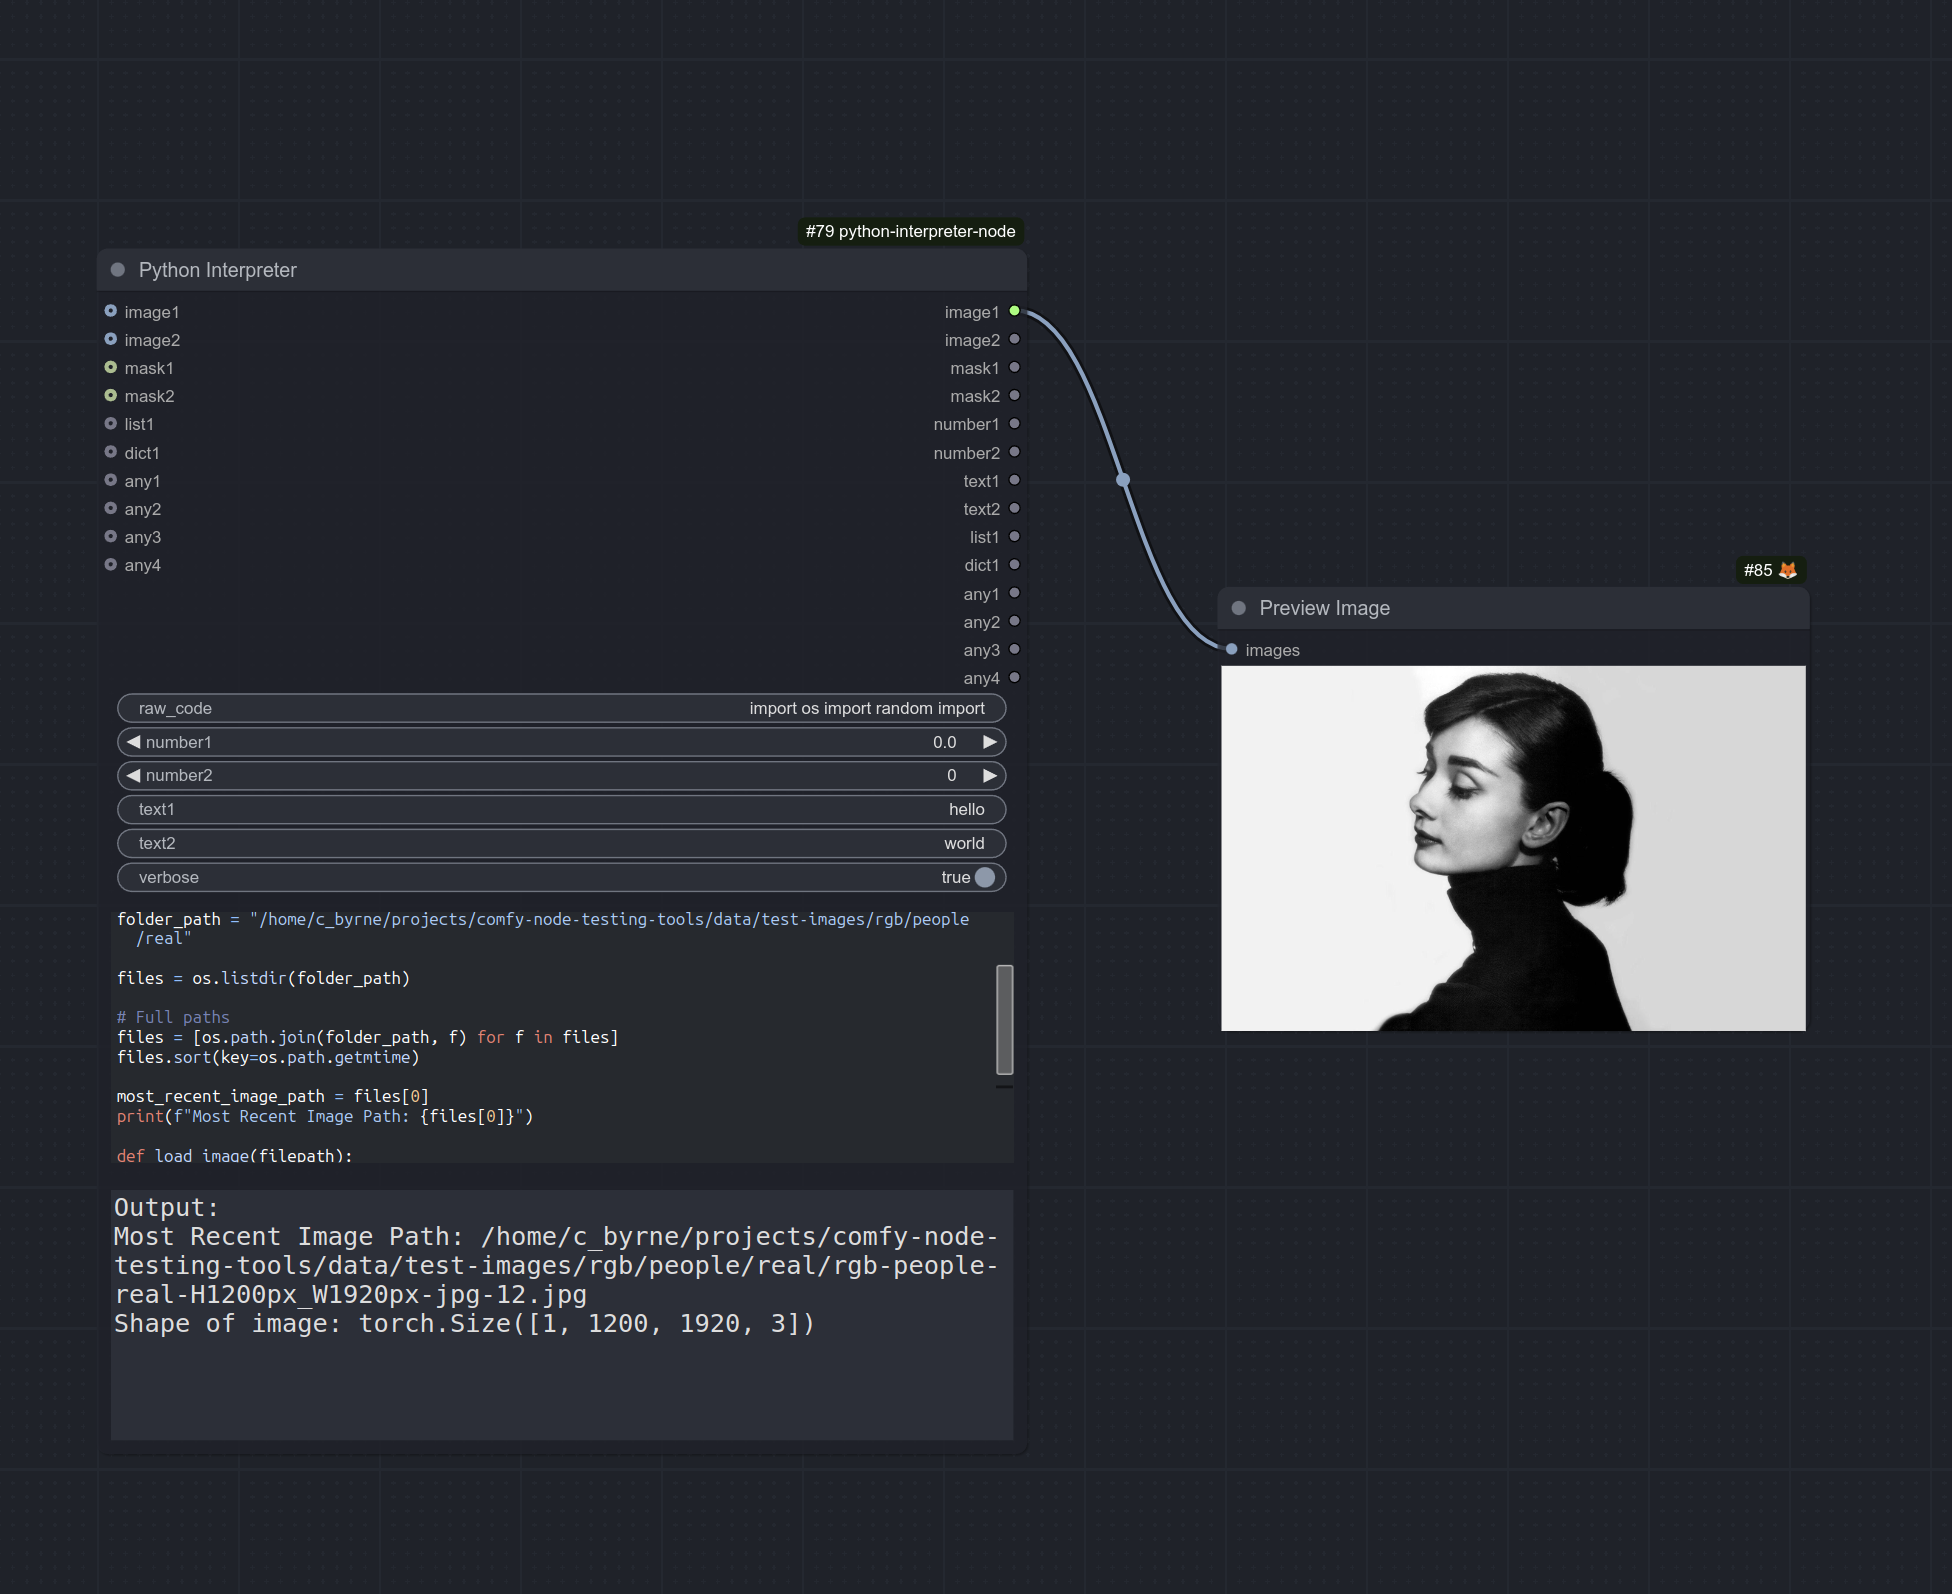 #79 python-interpreter-node
Python Interpreter
image1 image1
image2 image2
mask1 mask1
mask2 mask2
list1 number1
dict1 number2
any1 text1
any2 text2
any3 list1
any4 dict1
any1
any2
any3
any4
raw_code import os import random import
number1 0.0
number2 0
text1 hello
text2 world
verbose true
folder_path = "/home/c_byrne/projects/comfy-node-testing-tools/data/test-images/rgb/people
/real"
files = os.listdir(folder_path)
# Full paths
files = [os.path.join(folder_path, f) for f in files]
files.sort(key=os.path.getmtime)
most_recent_image_path = files[0]
print(f"Most Recent Image Path: {files[0]}")
def load_image(filepath):
Output:
Most Recent Image Path: /home/c_byrne/projects/comfy-node-
testing-tools/data/test-images/rgb/people/real/rgb-people-
real-H1200px_W1920px-jpg-12.jpg
Shape of image: torch.Size([1, 1200, 1920, 3])
#85 🦊
Preview Image
images